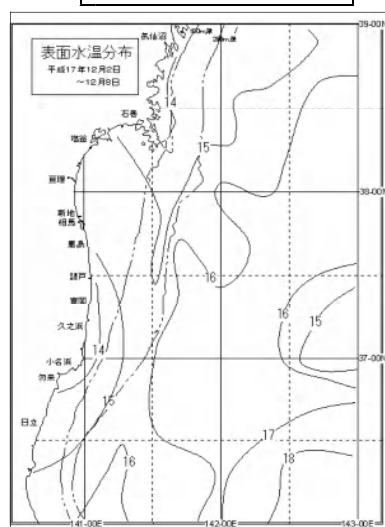 表面水温分布
平成17年12月2日
～12月8日
気仙沼
石巻
塩釜
亘理
新地
相馬
鹿島
請戸
富岡
久之浜
小名浜
勿来
日立
14
15
16
16
15
14
15
16
17
18
39-00N
38-00N
37-00N
141-00E
142-00E
143-00E